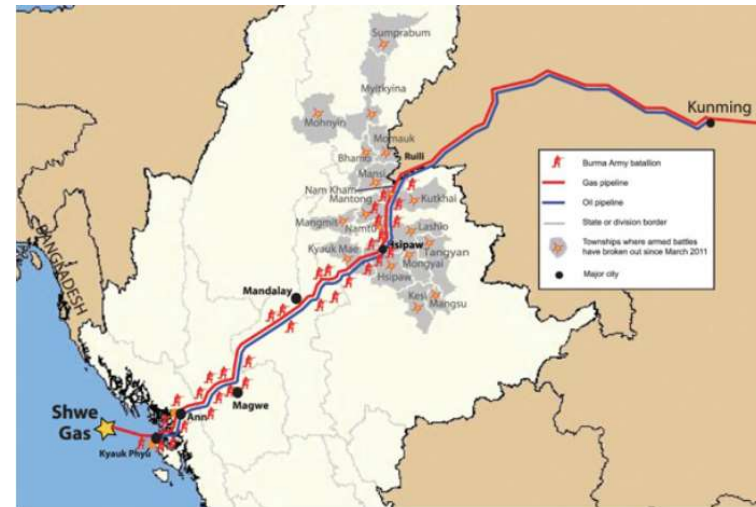 Sumprabum
Myitkyina
Mohnyin
Momauk
Bhamo
Ruili
Mansi
Nam Kham
Mantong
Kutkhai
Mangmit
Namtu
Lashio
Kyauk Mae
Hsipaw
Tangyan
Mongyai
Hsipaw
Kesi
Mangsu
Mandalay
Magwe
Ann
Shwe
Gas
Kyauk Phyu
BANGLADESH
Kunming
Burma Army batallion
Gas pipeline
Oil pipeline
State or division border
Townships where armed battles
have broken out since March 2011
Major city